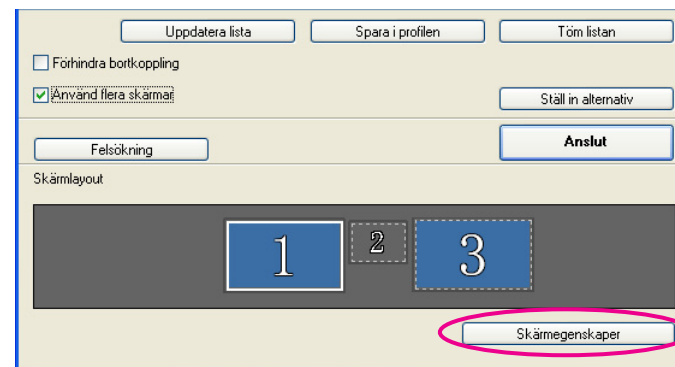 Uppdatera lista Spara i profilen Töm listan
Förhindra bortkoppling
Använd flera skärmar
Ställ in alternativ
Felsökning Anslut
Skärmlayout
1 2 3
Skärmegenskaper